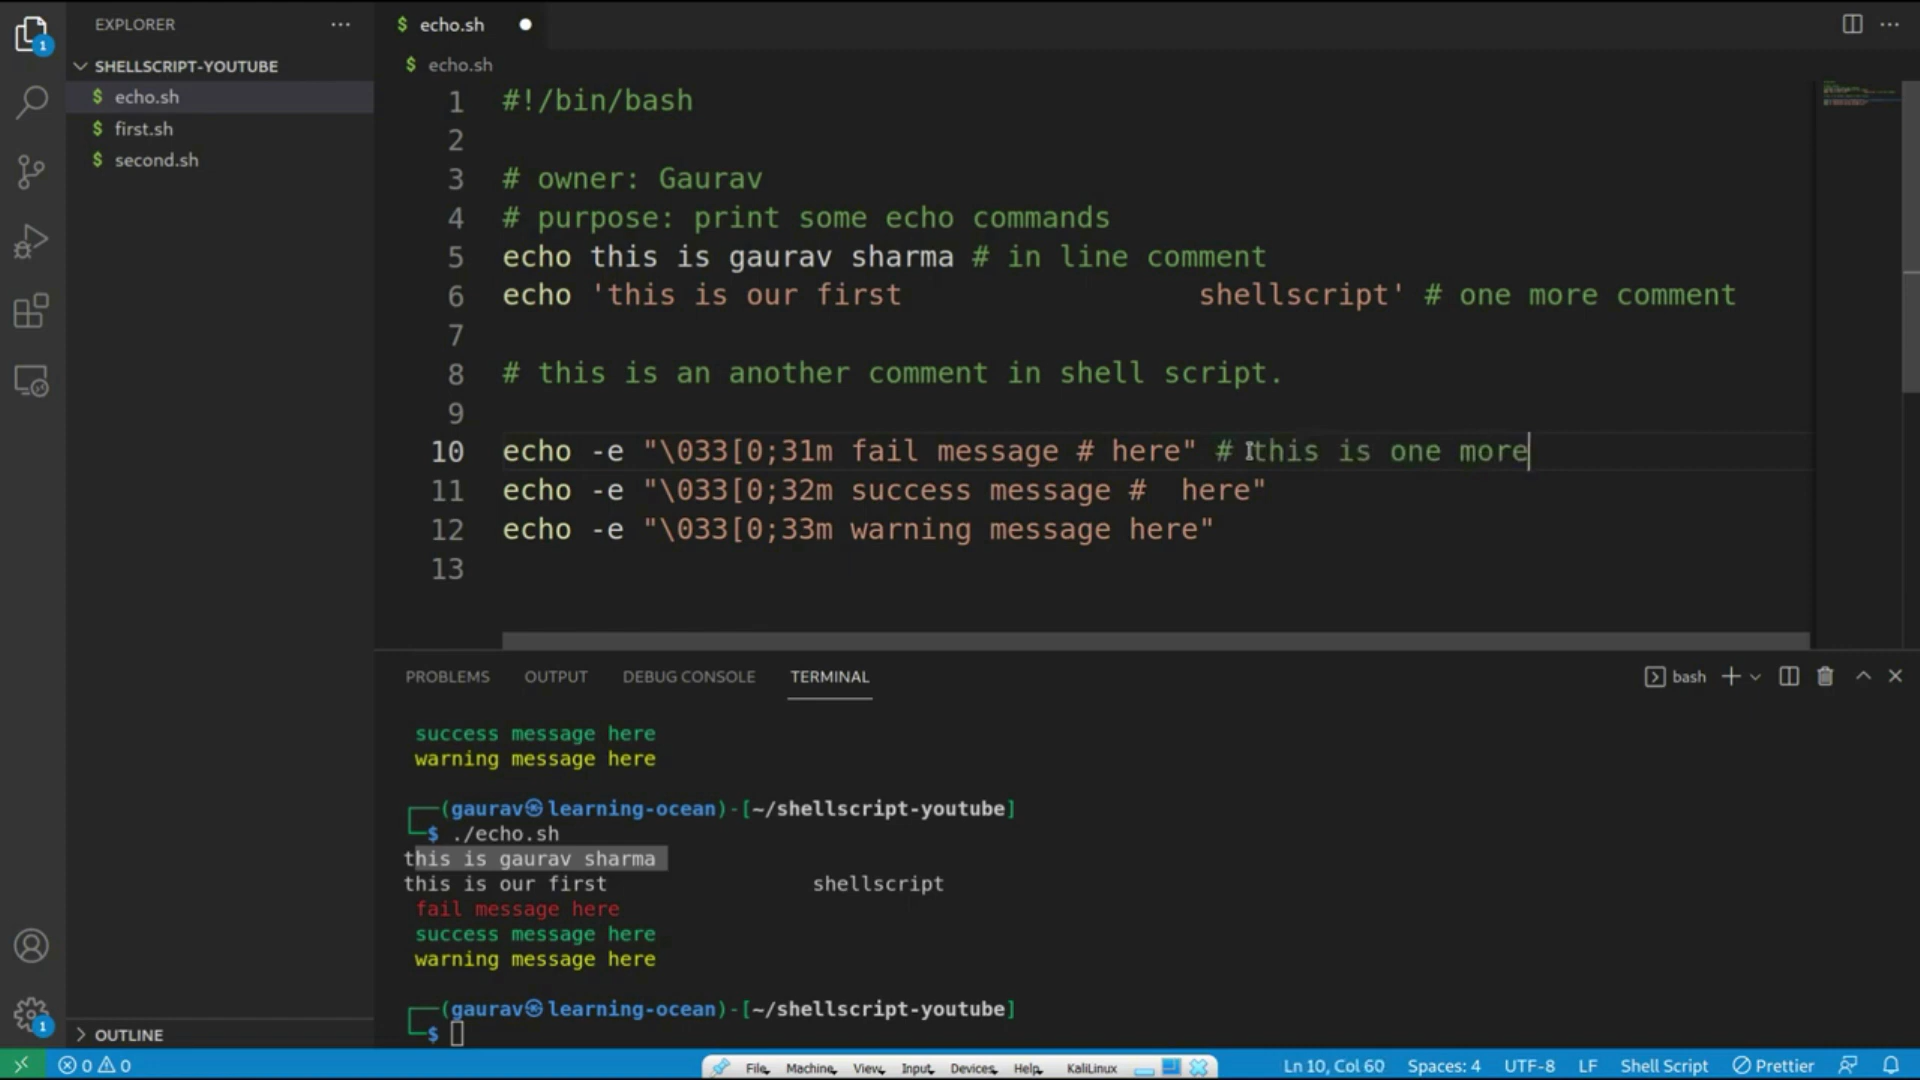 EXPLORER
SHELLSCRIPT-YOUTUBE
$ echo.sh
$ first.sh
$ second.sh
OUTLINE
$ echo.sh
$ echo.sh
1 #!/bin/bash
2
3 # owner: Gaurav
4 # purpose: print some echo commands
5 echo this is gaurav sharma # in line comment
6 echo 'this is our first                 shellscript' # one more comment
7
8 # this is an another comment in shell script.
9
10 echo -e "\033[0;31m fail message # here" # this is one more
11 echo -e "\033[0;32m success message #  here"
12 echo -e "\033[0;33m warning message here"
13
PROBLEMS OUTPUT DEBUG CONSOLE TERMINAL
bash
success message here
warning message here
(gaurav㉿learning-ocean)-[~/shellscript-youtube]
$ ./echo.sh
this is gaurav sharma
this is our first                 shellscript
fail message here
success message here
warning message here
(gaurav㉿learning-ocean)-[~/shellscript-youtube]
$
1
1
0 0
File Machine View Input Devices Help KaliLinux
Ln 10, Col 60 Spaces: 4 UTF-8 LF Shell Script Prettier